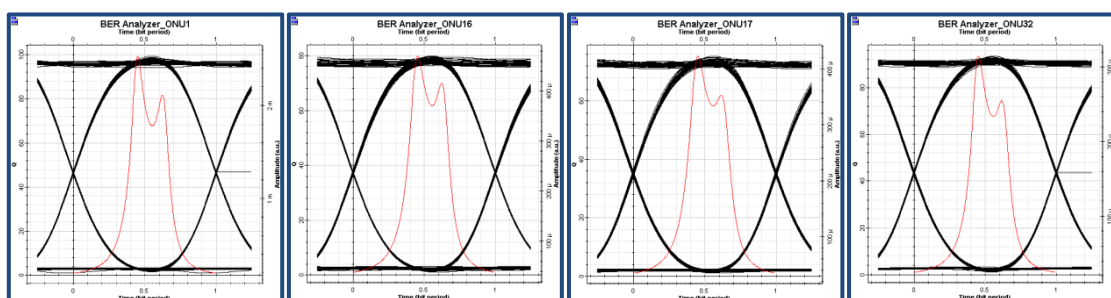 BER Analyzer_ONU1
Time (bit period)
0 0.5 1
100
80
60
40
20
0
Q
2 m
1 m
Amplitude (a.u.)
0 0.5 1
Time (bit period)
BER Analyzer_ONU16
Time (bit period)
0 0.5 1
80
60
40
20
0
Q
400 µ
300 µ
200 µ
100 µ
Amplitude (a.u.)
0 0.5 1
Time (bit period)
BER Analyzer_ONU17
Time (bit period)
0 0.5 1
60
40
20
0
Q
400 µ
300 µ
200 µ
100 µ
Amplitude (a.u.)
0 0.5 1
Time (bit period)
BER Analyzer_ONU32
Time (bit period)
0 0.5 1
80
60
40
20
0
Q
300 µ
200 µ
100 µ
Amplitude (a.u.)
0 0.5 1
Time (bit period)